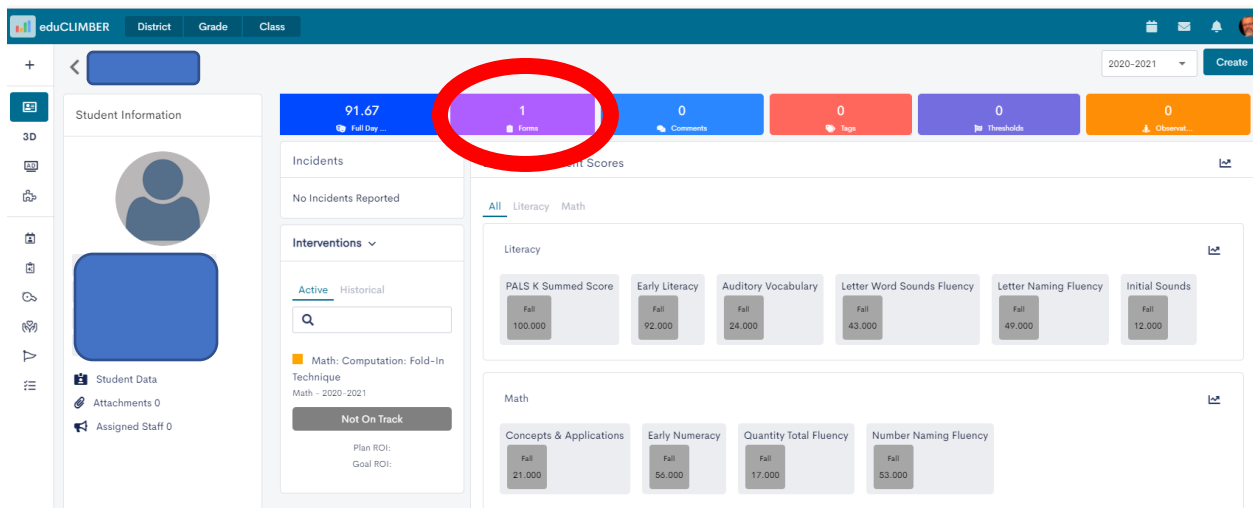 eduCLIMBER District Grade Class
2020-2021 Create
3D
AD
Student Information
Student Data
Attachments 0
Assigned Staff 0
91.67
Full Day ...
1
Forms
0
Comments
0
Tags
0
Thresholds
0
Observat...
Incidents
No Incidents Reported
Interventions
Active Historical
Math: Computation: Fold-In
Technique
Math - 2020-2021
Not On Track
Plan ROI:
Goal ROI:
Scores
All Literacy Math
Literacy
PALS K Summed Score Early Literacy Auditory Vocabulary Letter Word Sounds Fluency Letter Naming Fluency Initial Sounds
Fall Fall Fall Fall Fall Fall
100.000 92.000 24.000 43.000 49.000 12.000
Math
Concepts & Applications Early Numeracy Quantity Total Fluency Number Naming Fluency
Fall Fall Fall Fall
21.000 56.000 17.000 53.000